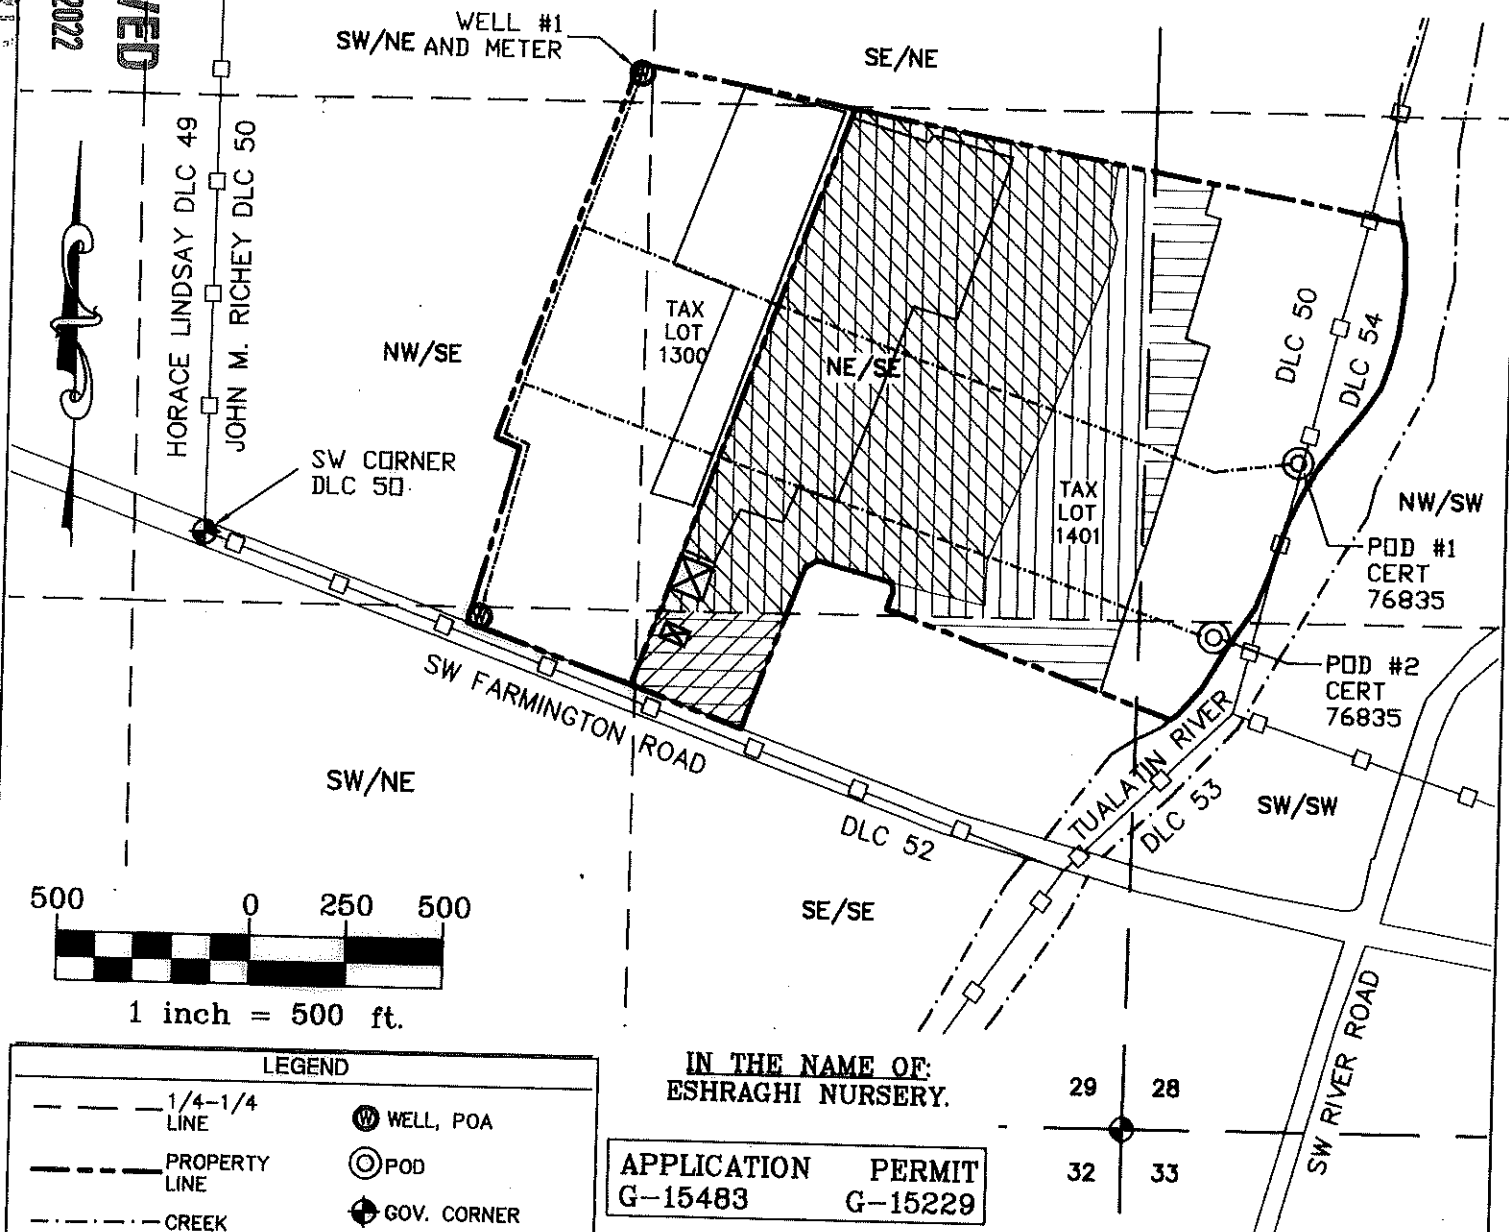 VED
2022
WELL #1
AND METER
SW/NE
SE/NE
HORACE LINDSAY DLC 49
JOHN M. RICHEY DLC 50
NW/SE
TAX
LOT
1300
NE/SE
DLC 50
DLC 54
SW CORNER
DLC 50
TAX
LOT
1401
NW/SW
POD #1
CERT
76835
POD #2
CERT
76835
SW FARMINGTON ROAD
TUALATIN RIVER
SW/NE
DLC 52
DLC 53
SW/SW
SE/SE
500 0 250 500
1 inch = 500 ft.
SW RIVER ROAD
LEGEND
1/4-1/4
LINE
WELL, POA
PROPERTY
LINE
POD
CREEK
GOV. CORNER
IN THE NAME OF:
ESHRAGHI NURSERY.
29 28
32 33
APPLICATION PERMIT
G-15483 G-15229